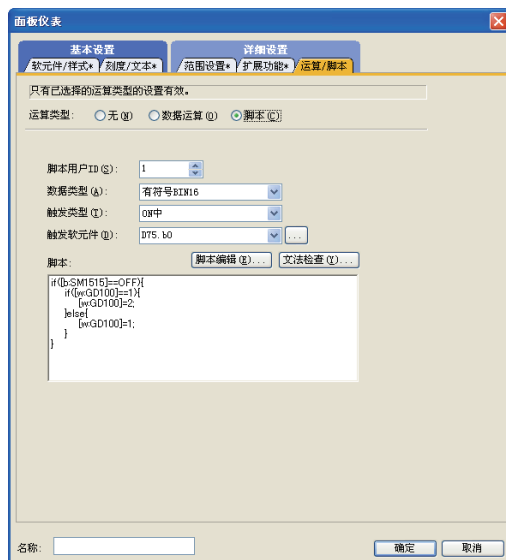 面板仪表
基本设置
详细设置
软元件/样式* 刻度/文本* 范围设置* 扩展功能* 运算/脚本
只有已选择的运算类型的设置有效。
运算类型: 无(N) 数据运算(O) 脚本(C)
脚本用户ID(S): 1
数据类型(A): 有符号BIN16
触发类型(T): ON中
触发软元件(D): D75.b0 ...
脚本: 脚本编辑(E)... 文法检查(Y)...
if([b:SM1515]==OFF){
if([w:GD100]==1){
[w:GD100]=2;
}else{
[w:GD100]=1;
}
}
名称: 确定 取消